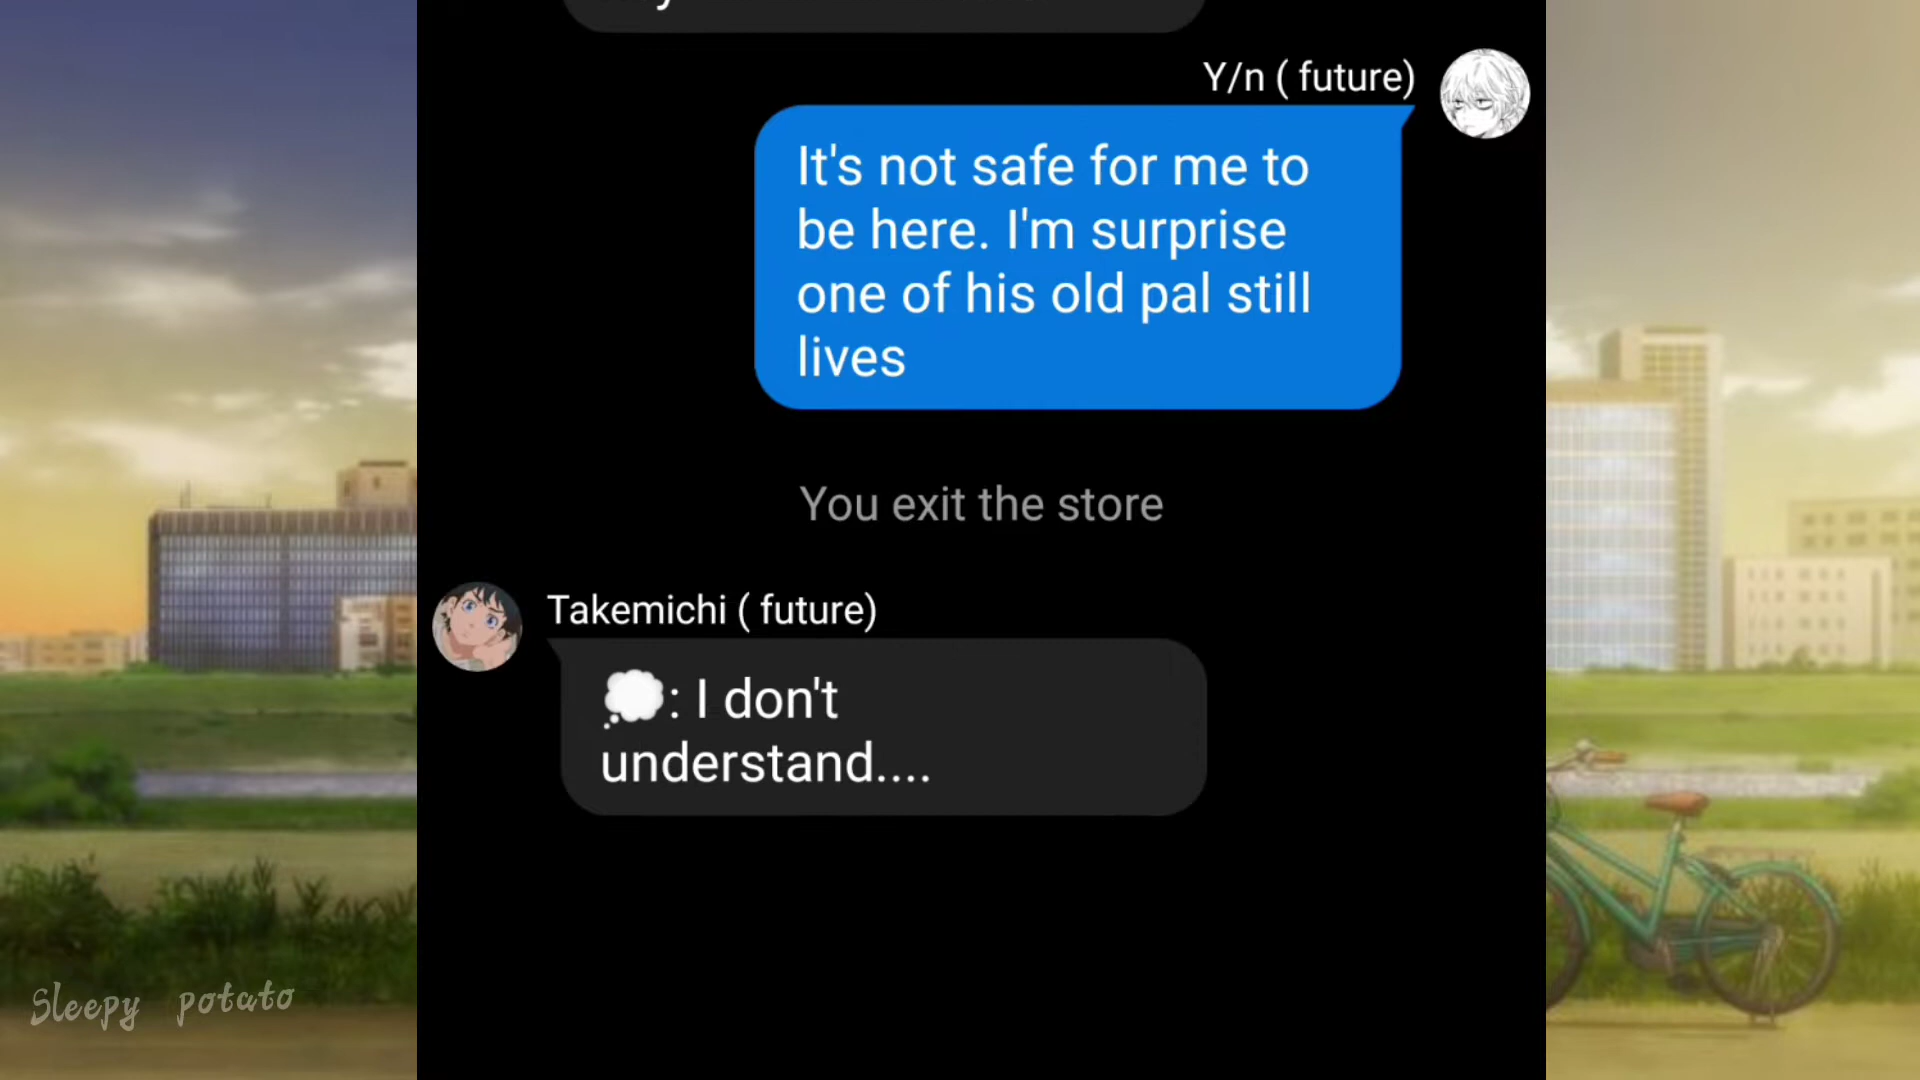 Y/n ( future)
It's not safe for me to
be here. I'm surprise
one of his old pal still
lives
You exit the store
Takemichi ( future)
💭: I don't
understand....
Sleepy potato